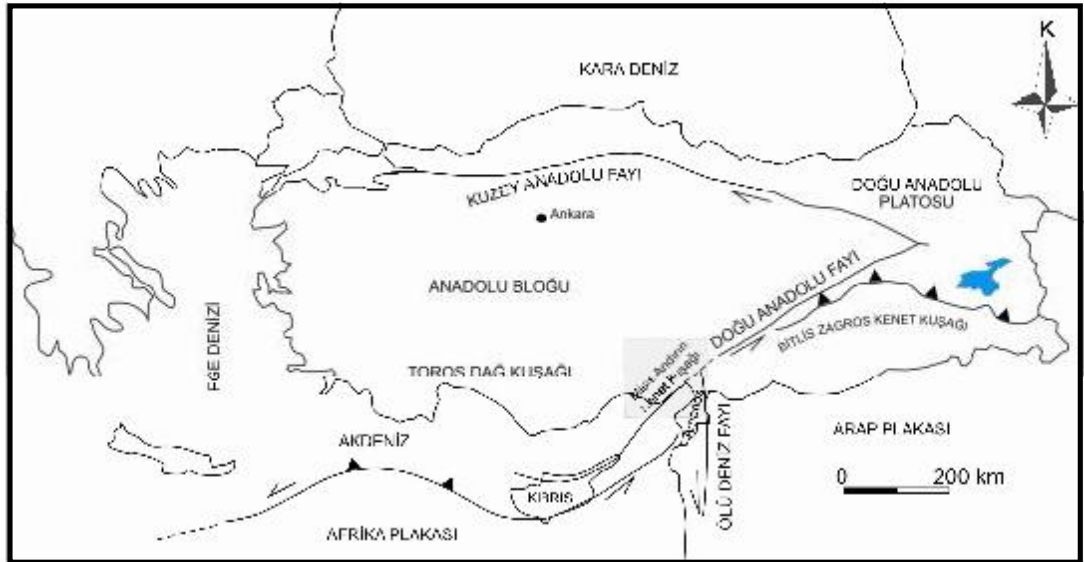 K
KARA DENİZ
KUZEY ANADOLU FAYI
DOĞU ANADOLU
PLATOSU
Ankara
ANADOLU BLOĞU
DOĞU ANADOLU FAYI
EGE DENİZİ
BİTLİS ZAGROS KENET KUŞAĞI
TOROS DAĞ KUŞAĞI
Misis Andırın
Kenet Kuşağı
AKDENİZ
ARAP PLAKASI
ÖLÜ DENİZ FAYI
0 200 km
KIBRIS
AFRİKA PLAKASI